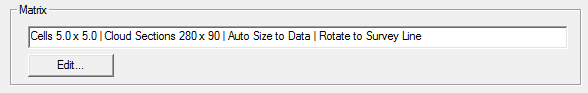 Matrix
Cells 5.0 x 5.0 | Cloud Sections 280 x 90 | Auto Size to Data | Rotate to Survey Line
Edit...